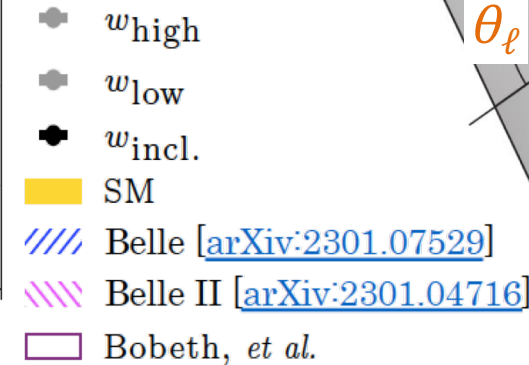 w_high
θ_ℓ
w_low
w_incl.
SM
Belle [arXiv:2301.07529]
Belle II [arXiv:2301.04716]
Bobeth, et al.